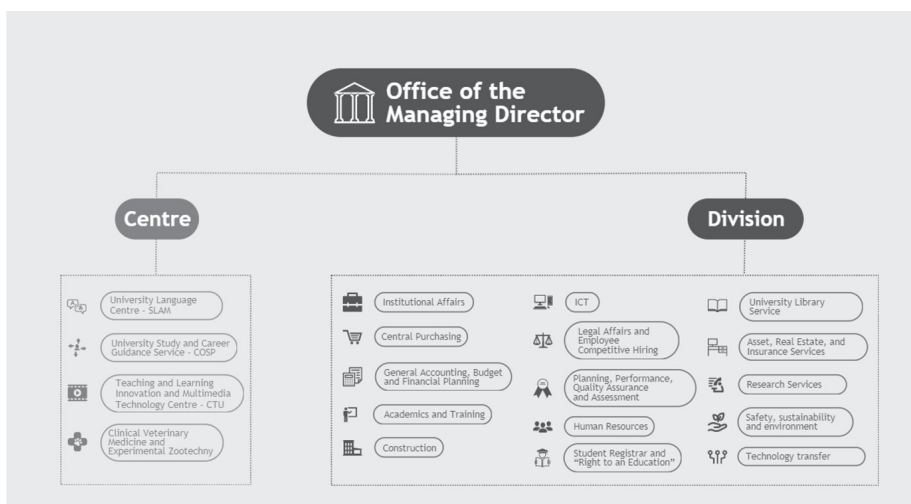 Office of the
Managing Director
Centre
Division
University Language
Centre - SLAM
University Study and Career
Guidance Service - COSP
Teaching and Learning
Innovation and Multimedia
Technology Centre - CTU
Clinical Veterinary
Medicine and
Experimental Zootechny
Institutional Affairs
Central Purchasing
General Accounting, Budget
and Financial Planning
Academics and Training
Construction
ICT
Legal Affairs and
Employee
Competitive Hiring
Planning, Performance,
Quality Assurance
and Assessment
Human Resources
Student Registrar and
“Right to an Education”
University Library
Service
Asset, Real Estate, and
Insurance Services
Research Services
Safety, sustainability
and environment
Technology transfer